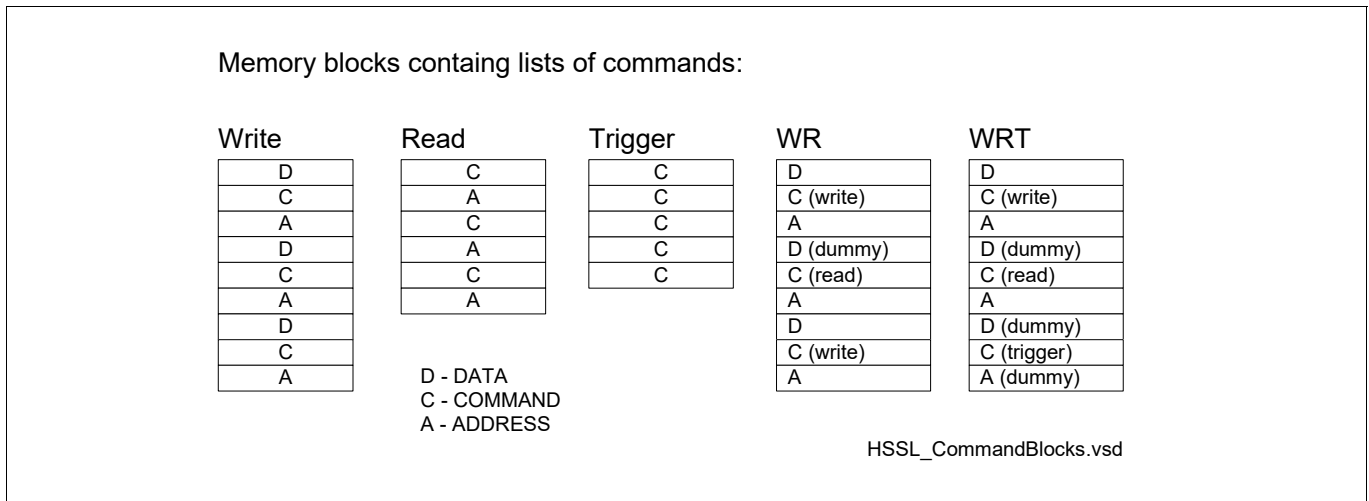 Memory blocks containg lists of commands:
Write
D
C
A
D
C
A
D
C
A
Read
C
A
C
A
C
A
D - DATA
C - COMMAND
A - ADDRESS
Trigger
C
C
C
C
C
WR
D
C (write)
A
D (dummy)
C (read)
A
D
C (write)
A
WRT
D
C (write)
A
D (dummy)
C (read)
A
D (dummy)
C (trigger)
A (dummy)
HSSL_CommandBlocks.vsd